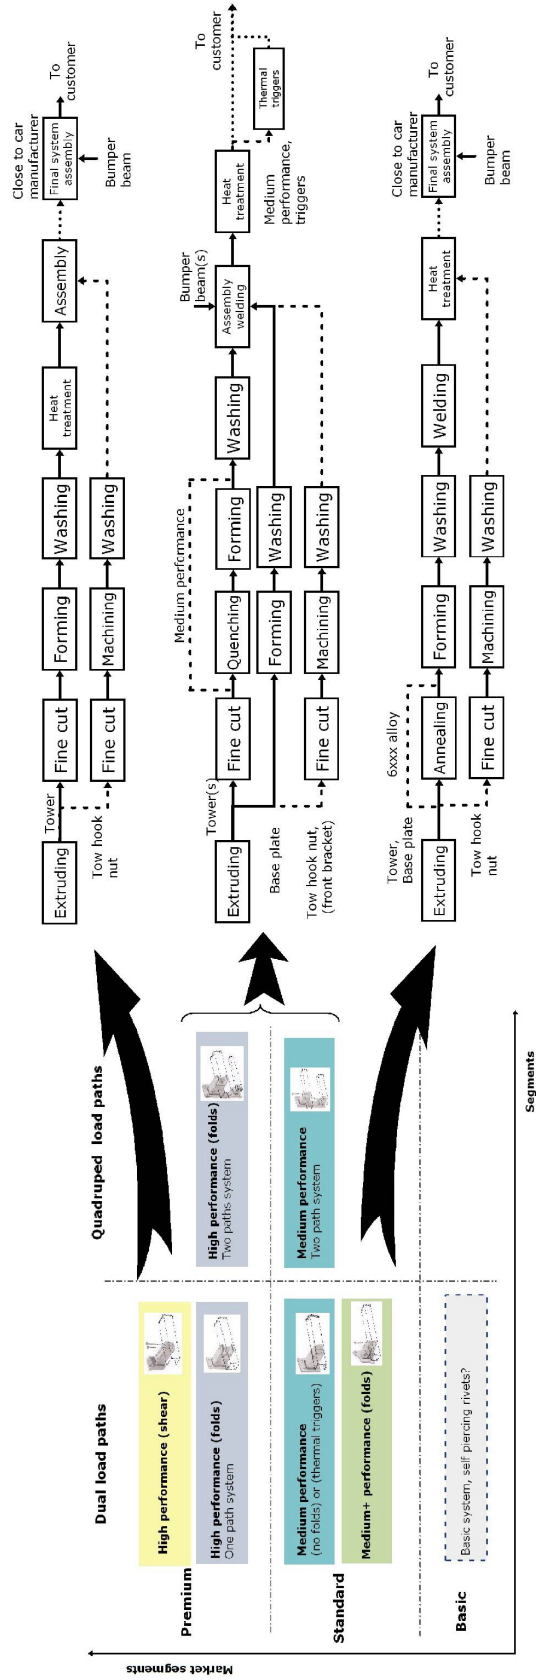 Extruding
Tower
Tow hook
nut
Fine cut
Forming
Washing
Heat
treatment
Assembly
Fine cut
Machining
Washing
Close to car
manufacturer
Final system
assembly
Bumper
beam
To
customer
Extruding
Tower(s)
Base plate
Tow hook nut,
(front bracket)
Medium performance
Fine cut
Quenching
Forming
Washing
Forming
Washing
Fine cut
Machining
Washing
Bumper
beam(s)
Assembly
welding
Heat
treatment
Medium
performance,
triggers
Thermal
triggers
To
customer
Tower,
Base plate
Extruding
Tow hook
nut
6xxx alloy
Annealing
Forming
Washing
Welding
Fine cut
Machining
Washing
Heat
treatment
Close to car
manufacturer
Final system
assembly
Bumper
beam
To
customer
Dual load paths
Quadruped load paths
Market segments
Premium
High performance (shear)
High performance (folds)
One path system
High performance (folds)
Two paths system
Standard
Medium performance
(no folds) or (thermal triggers)
Medium+ performance (folds)
Medium performance
Two path system
Basic
Basic system, self piercing rivets?
Segments